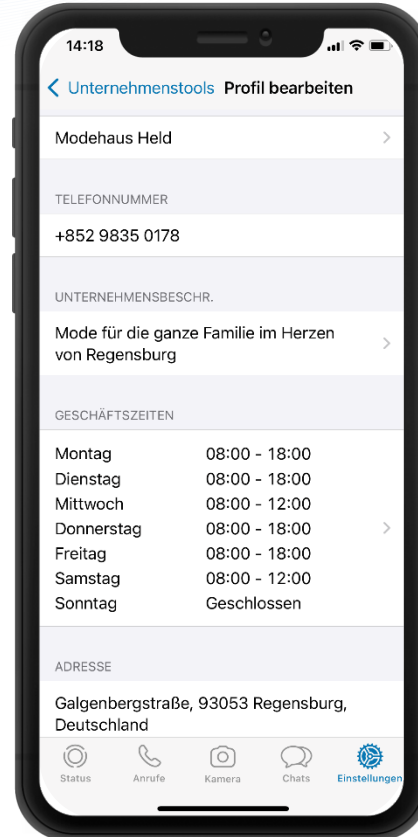 14:18
Unternehmenstools Profil bearbeiten
Modehaus Held
TELEFONNUMMER
+852 9835 0178
UNTERNEHMENSBESCHR.
Mode für die ganze Familie im Herzen
von Regensburg
GESCHÄFTSZEITEN
Montag 08:00 - 18:00
Dienstag 08:00 - 18:00
Mittwoch 08:00 - 12:00
Donnerstag 08:00 - 18:00
Freitag 08:00 - 18:00
Samstag 08:00 - 12:00
Sonntag Geschlossen
ADRESSE
Galgenbergstraße, 93053 Regensburg,
Deutschland
Status Anrufe Kamera Chats Einstellungen